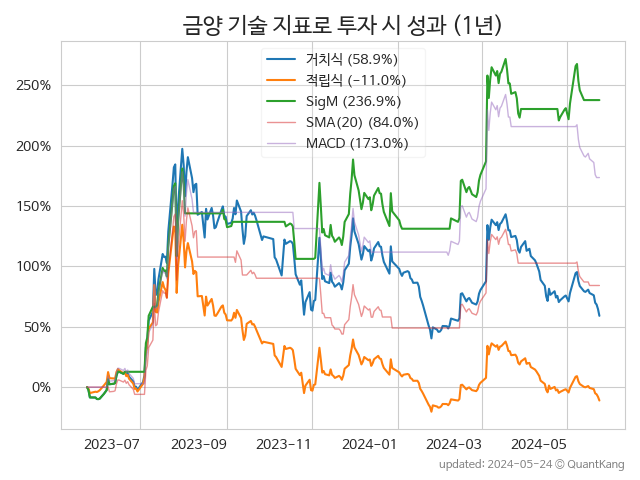 금양 기술 지표로 투자 시 성과 (1년)
거치식 (58.9%)
적립식 (-11.0%)
SigM (236.9%)
SMA(20) (84.0%)
MACD (173.0%)
250%
200%
150%
100%
50%
0%
2023-07 2023-09 2023-11 2024-01 2024-03 2024-05
updated: 2024-05-24 © QuantKang